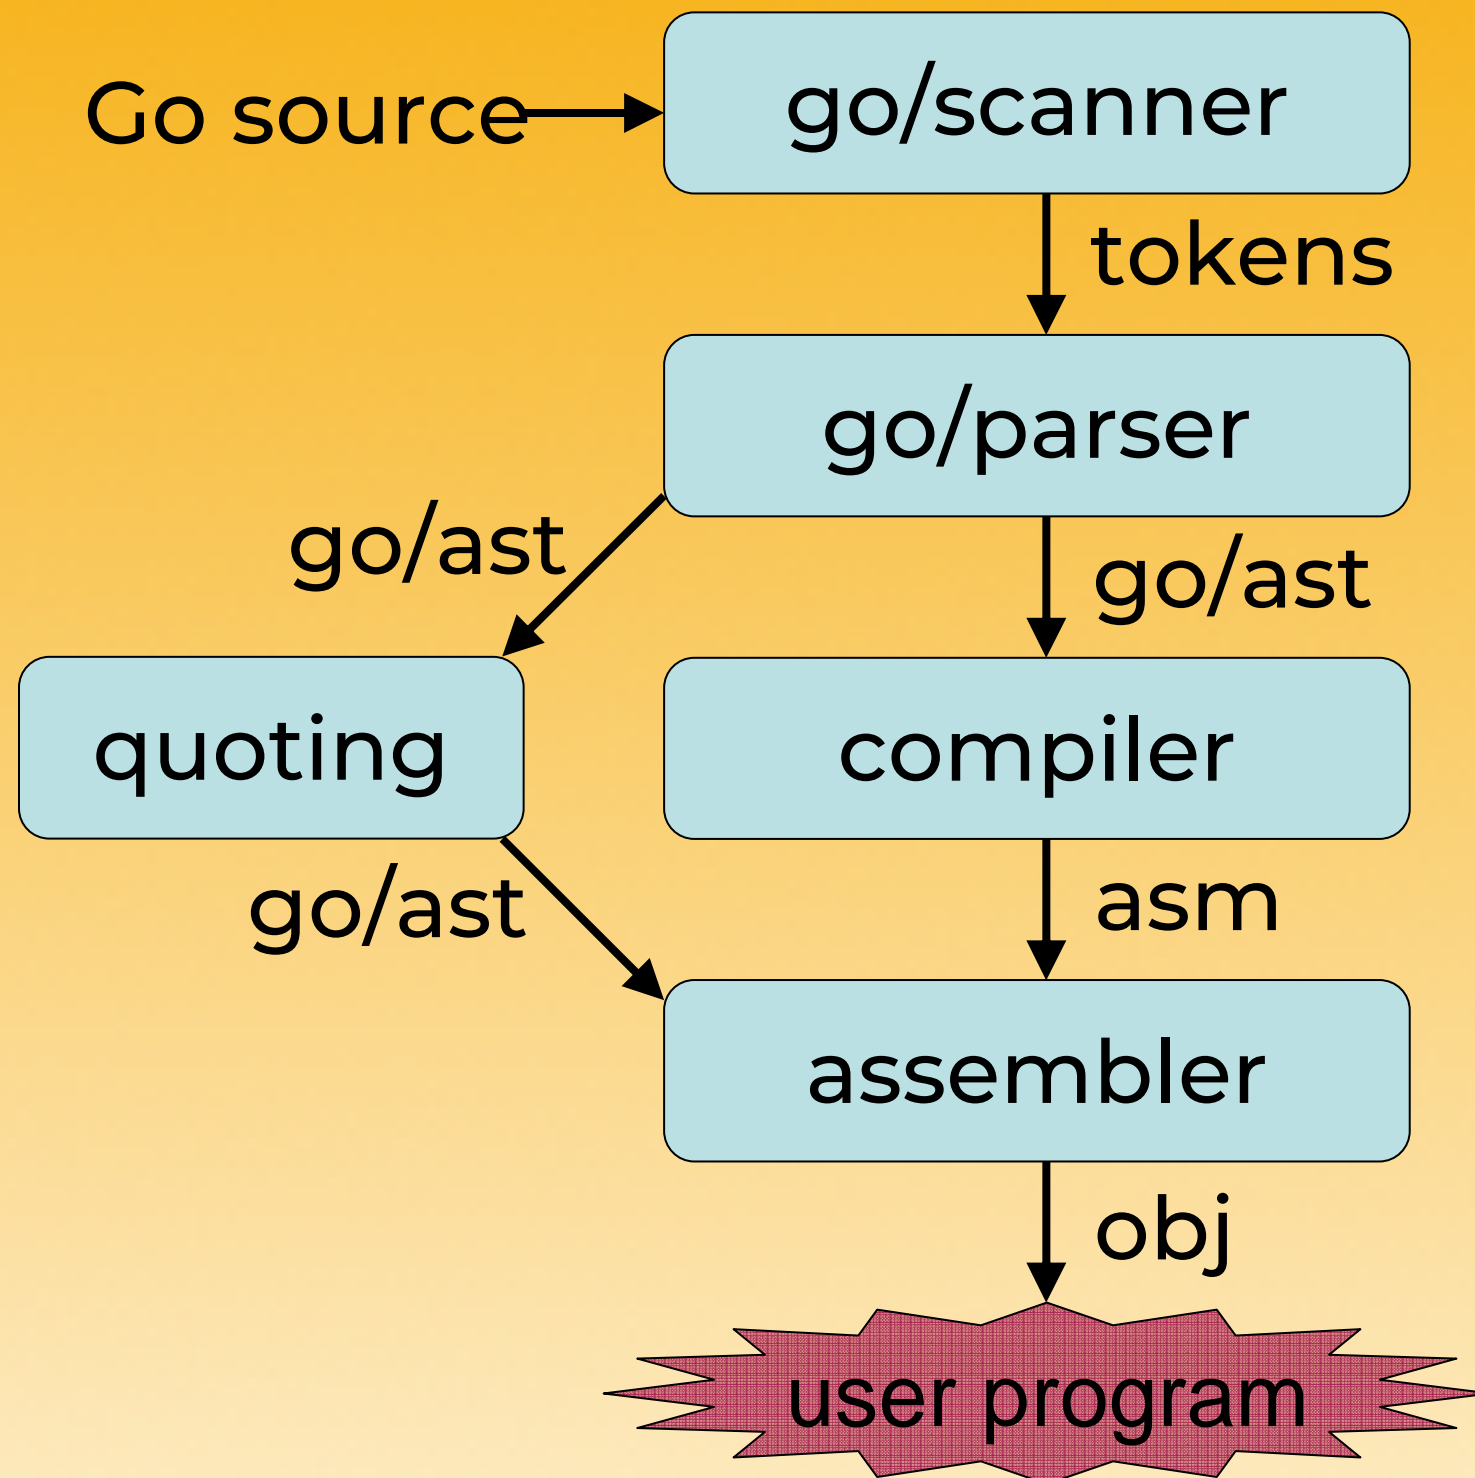 Go source
go/scanner
tokens
go/parser
go/ast
go/ast
quoting
compiler
go/ast
asm
assembler
obj
user program